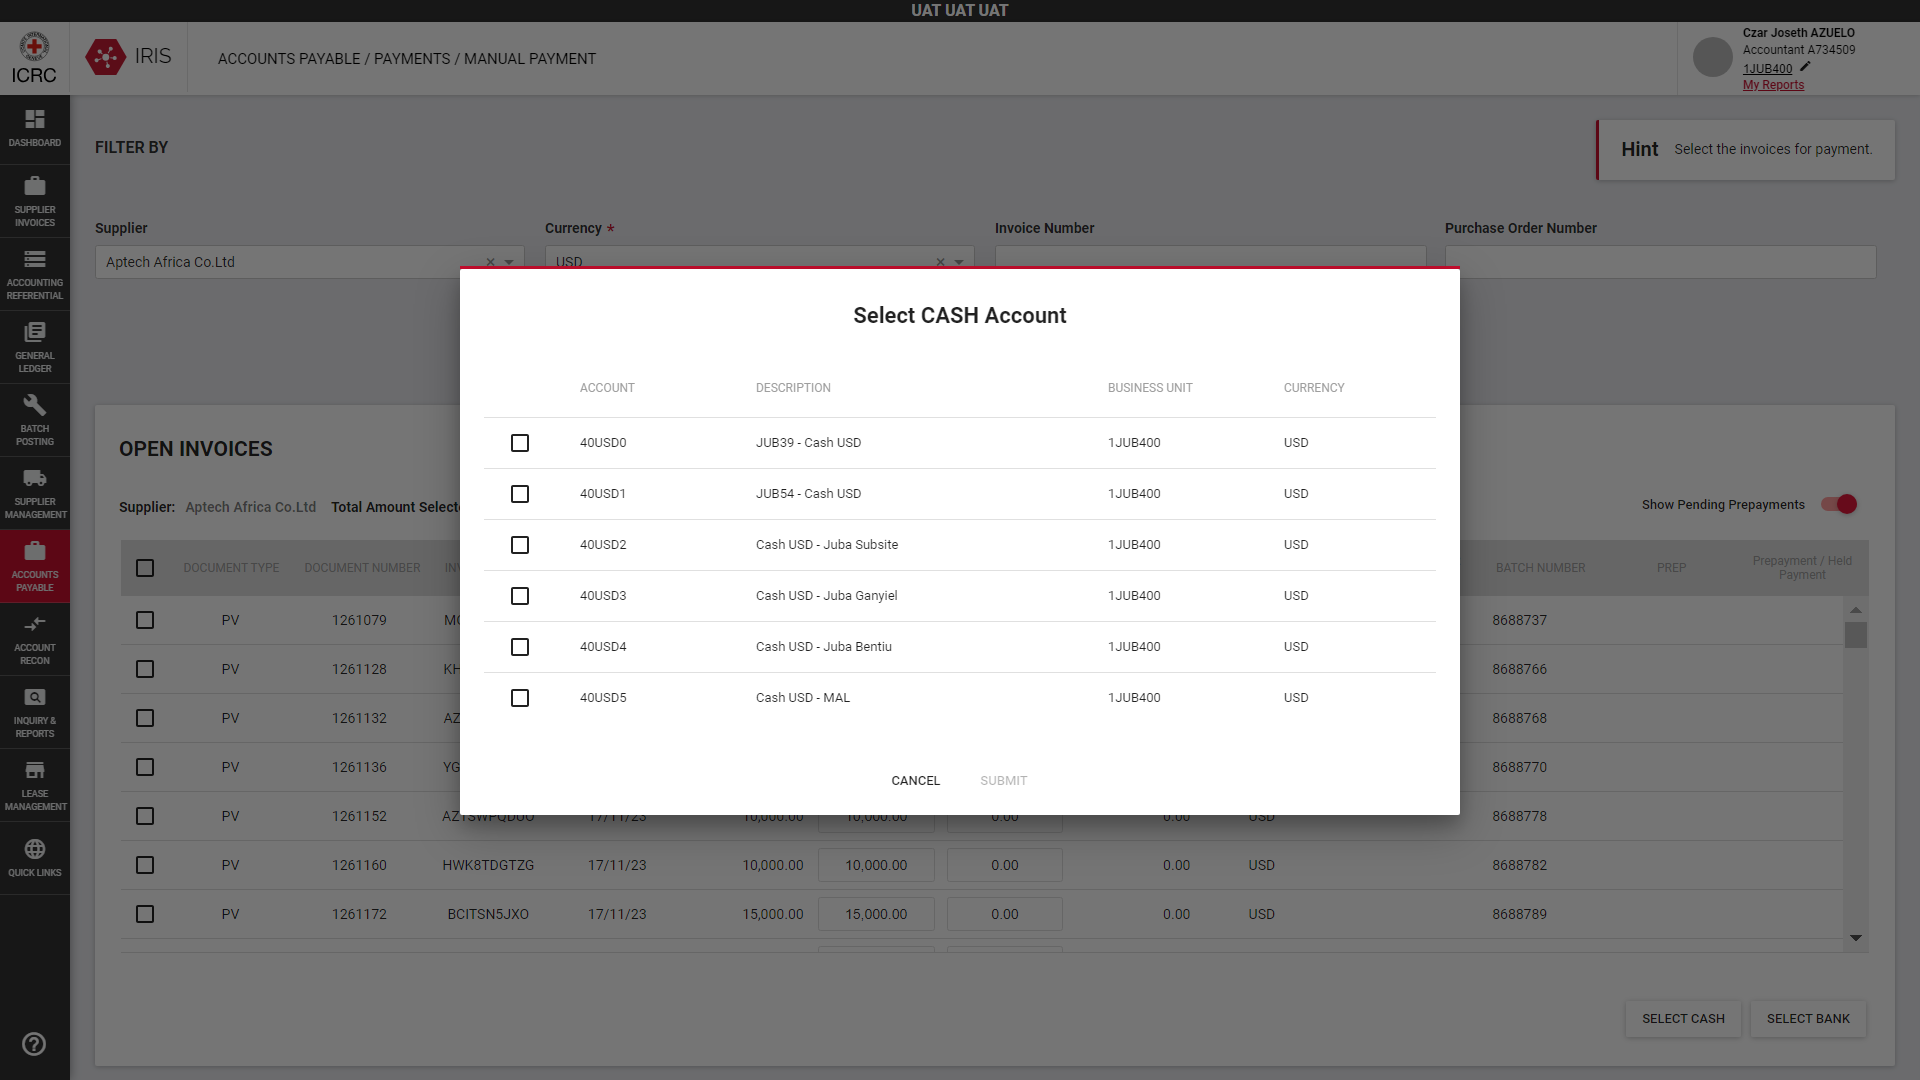 UAT UAT UAT
ICRC
IRIS
ACCOUNTS PAYABLE / PAYMENTS / MANUAL PAYMENT
Czar Joseth AZUELO
Accountant A734509
1JUB400
My Reports
DASHBOARD
SUPPLIER
INVOICES
ACCOUNTING
REFERENTIAL
GENERAL
LEDGER
BATCH
POSTING
SUPPLIER
MANAGEMENT
ACCOUNTS
PAYABLE
ACCOUNT
RECON
INQUIRY &
REPORTS
LEASE
MANAGEMENT
QUICK LINKS
FILTER BY
Hint Select the invoices for payment.
Supplier Currency * Invoice Number Purchase Order Number
Aptech Africa Co.Ltd USD
Select CASH Account
ACCOUNT DESCRIPTION BUSINESS UNIT CURRENCY
40USD0 JUB39 - Cash USD 1JUB400 USD
40USD1 JUB54 - Cash USD 1JUB400 USD
40USD2 Cash USD - Juba Subsite 1JUB400 USD
40USD3 Cash USD - Juba Ganyiel 1JUB400 USD
40USD4 Cash USD - Juba Bentiu 1JUB400 USD
40USD5 Cash USD - MAL 1JUB400 USD
CANCEL SUBMIT
OPEN INVOICES
Supplier: Aptech Africa Co.Ltd Total Amount Selecte
Show Pending Prepayments
DOCUMENT TYPE DOCUMENT NUMBER BATCH NUMBER PREP Prepayment / Held
Payment
PV 1261079 8688737
PV 1261128 KH 8688766
PV 1261132 AZ 8688768
PV 1261136 YG 8688770
PV 1261152 AZ1SWPQDUO 17/11/23 10,000.00 10,000.00 0.00 0.00 USD 8688778
PV 1261160 HWK8TDGTZG 17/11/23 10,000.00 10,000.00 0.00 0.00 USD 8688782
PV 1261172 BCITSN5JXO 17/11/23 15,000.00 15,000.00 0.00 0.00 USD 8688789
SELECT CASH SELECT BANK